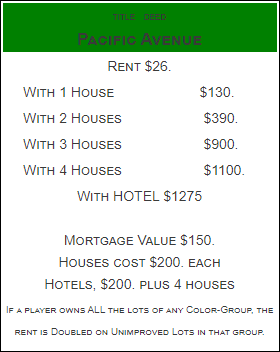 Title Deed
Pacific Avenue
Rent $26.
With 1 House $130.
With 2 Houses $390.
With 3 Houses $900.
With 4 Houses $1100.
With HOTEL $1275
Mortgage Value $150.
Houses cost $200. each
Hotels, $200. plus 4 houses
If a player owns ALL the lots of any Color-Group, the
rent is Doubled on Unimproved Lots in that group.